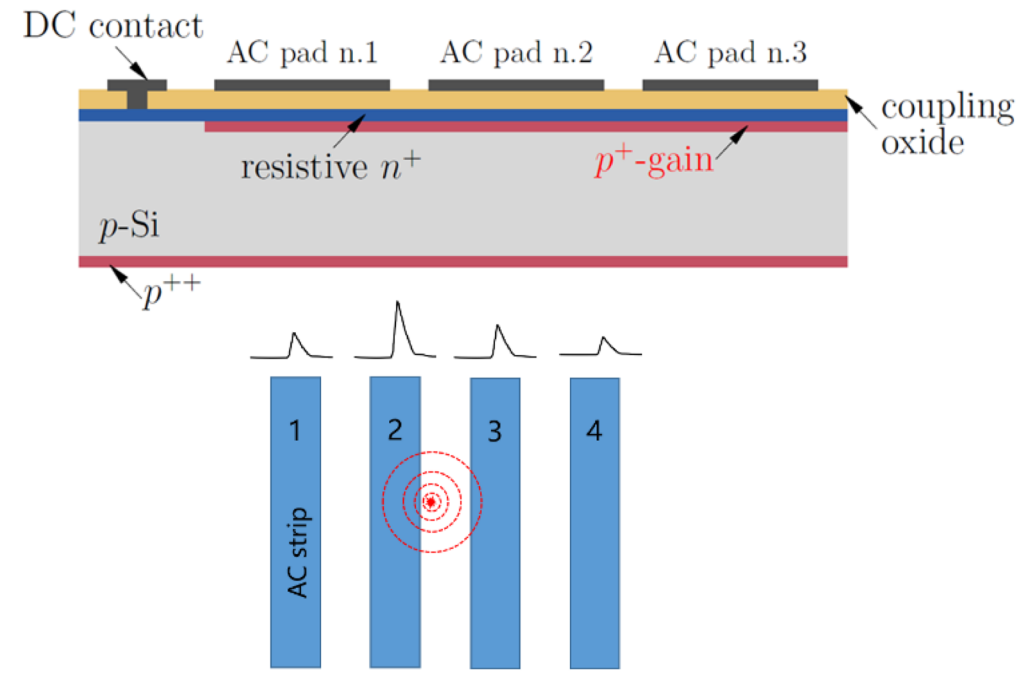 DC contact
AC pad n.1
AC pad n.2
AC pad n.3
coupling
oxide
resistive n⁺
p⁺-gain
p-Si
p⁺⁺
1
2
3
4
AC strip